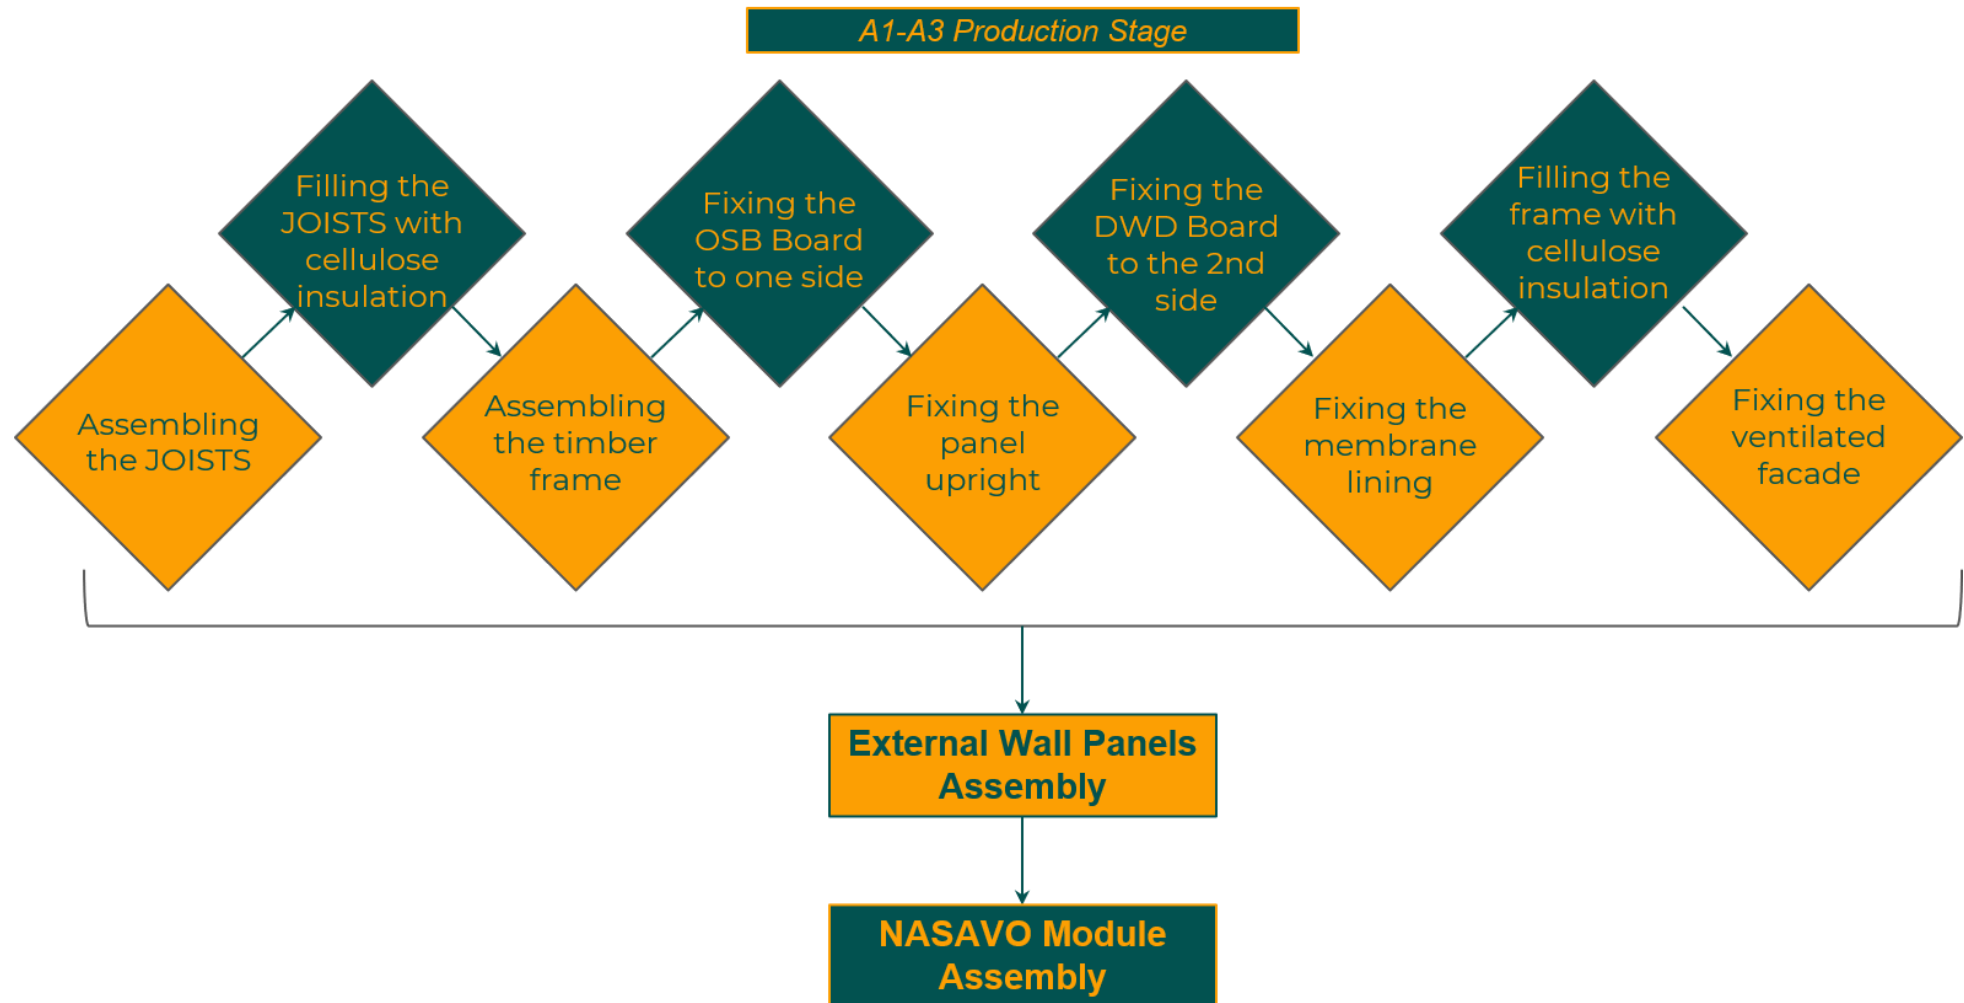 A1-A3 Production Stage
Assembling
the JOISTS
Filling the
JOISTS with
cellulose
insulation
Assembling
the timber
frame
Fixing the
OSB Board
to one side
Fixing the
panel
upright
Fixing the
DWD Board
to the 2nd
side
Fixing the
membrane
lining
Filling the
frame with
cellulose
insulation
Fixing the
ventilated
facade
External Wall Panels
Assembly
NASAVO Module
Assembly